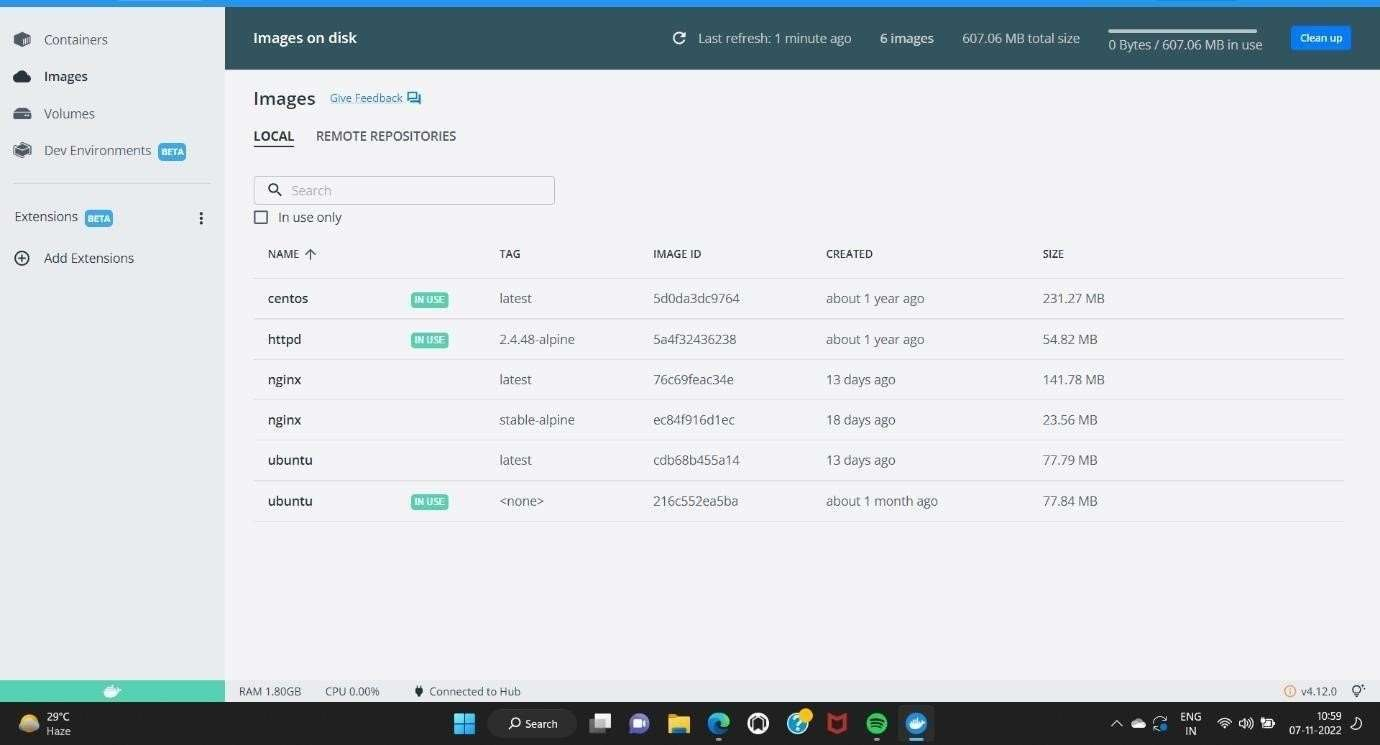 Containers
Images
Volumes
Dev Environments BETA
Extensions BETA
Add Extensions
Images on disk Last refresh: 1 minute ago 6 images 607.06 MB total size 0 Bytes / 607.06 MB in use Clean up
Images Give Feedback
LOCAL REMOTE REPOSITORIES
Search
In use only
NAME TAG IMAGE ID CREATED SIZE
centos IN USE latest 5d0da3dc9764 about 1 year ago 231.27 MB
httpd IN USE 2.4.48-alpine 5a4f32436238 about 1 year ago 54.82 MB
nginx latest 76c69feac34e 13 days ago 141.78 MB
nginx stable-alpine ec84f916d1ec 18 days ago 23.56 MB
ubuntu latest cdb68b455a14 13 days ago 77.79 MB
ubuntu IN USE <none> 216c552ea5ba about 1 month ago 77.84 MB
RAM 1.80GB CPU 0.00% Connected to Hub v4.12.0
29°C
Haze
Search
ENG
IN
10:59
07-11-2022